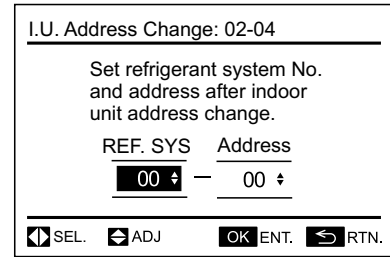 I.U. Address Change: 02-04
Set refrigerant system No.
and address after indoor
unit address change.
REF. SYS Address
00 – 00
SEL. ADJ OK ENT. RTN.